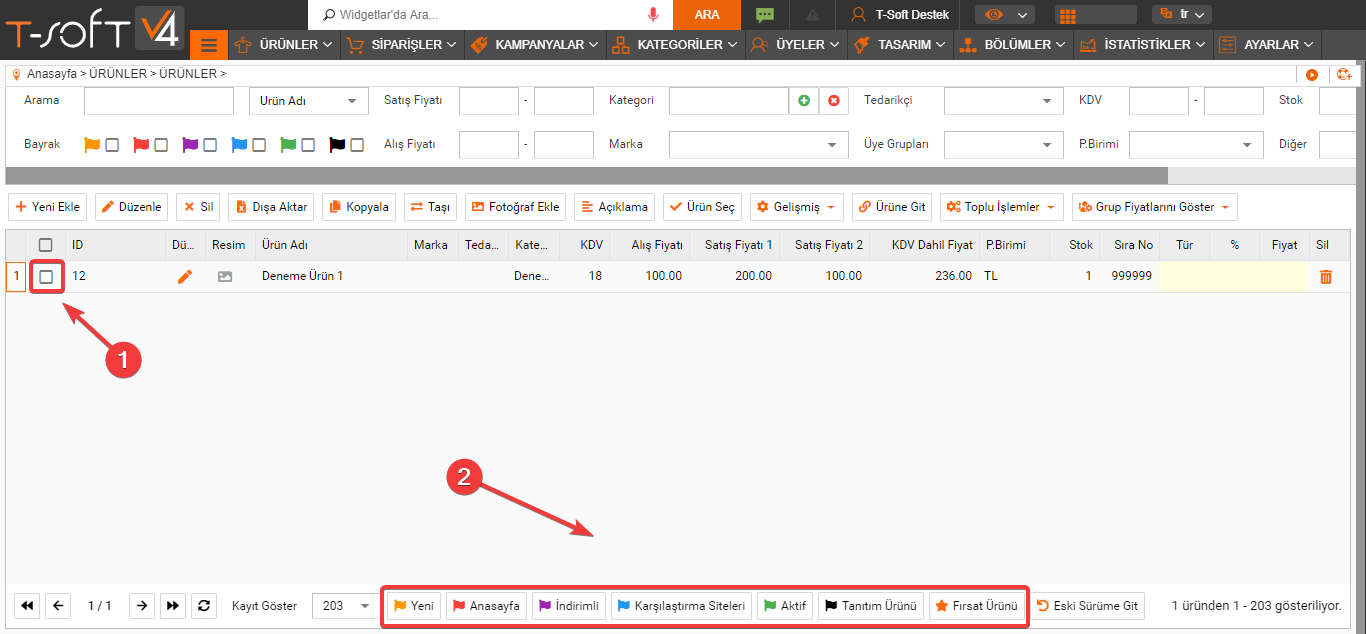 T-SOFT V4
Widgetlar'da Ara... ARA T-Soft Destek tr
ÜRÜNLER SİPARİŞLER KAMPANYALAR KATEGORİLER ÜYELER TASARIM BÖLÜMLER İSTATİSTİKLER AYARLAR
Anasayfa > ÜRÜNLER > ÜRÜNLER >
Arama Ürün Adı Satış Fiyatı - Kategori Tedarikçi KDV - Stok
Bayrak Alış Fiyatı - Marka Üye Grupları P.Birimi Diğer
Yeni Ekle Düzenle Sil Dışa Aktar Kopyala Taşı Fotoğraf Ekle Açıklama Ürün Seç Gelişmiş Ürüne Git Toplu İşlemler Grup Fiyatlarını Göster
ID Dü... Resim Ürün Adı Marka Teda... Kate... KDV Alış Fiyatı Satış Fiyatı 1 Satış Fiyatı 2 KDV Dahil Fiyat P.Birimi Stok Sıra No Tür % Fiyat Sil
1 12 Deneme Ürün 1 Dene... 18 100.00 200.00 100.00 236.00 TL 1 999999
1
2
1 / 1 Kayıt Göster 203 Yeni Anasayfa İndirimli Karşılaştırma Siteleri Aktif Tanıtım Ürünü Fırsat Ürünü Eski Sürüme Git 1 üründen 1 - 203 gösteriliyor.